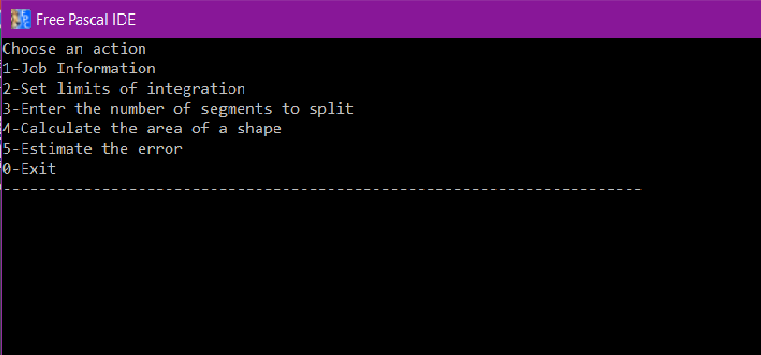 Free Pascal IDE
Choose an action
1-Job Information
2-Set limits of integration
3-Enter the number of segments to split
4-Calculate the area of a shape
5-Estimate the error
0-Exit
-----------------------------------------------------------------------